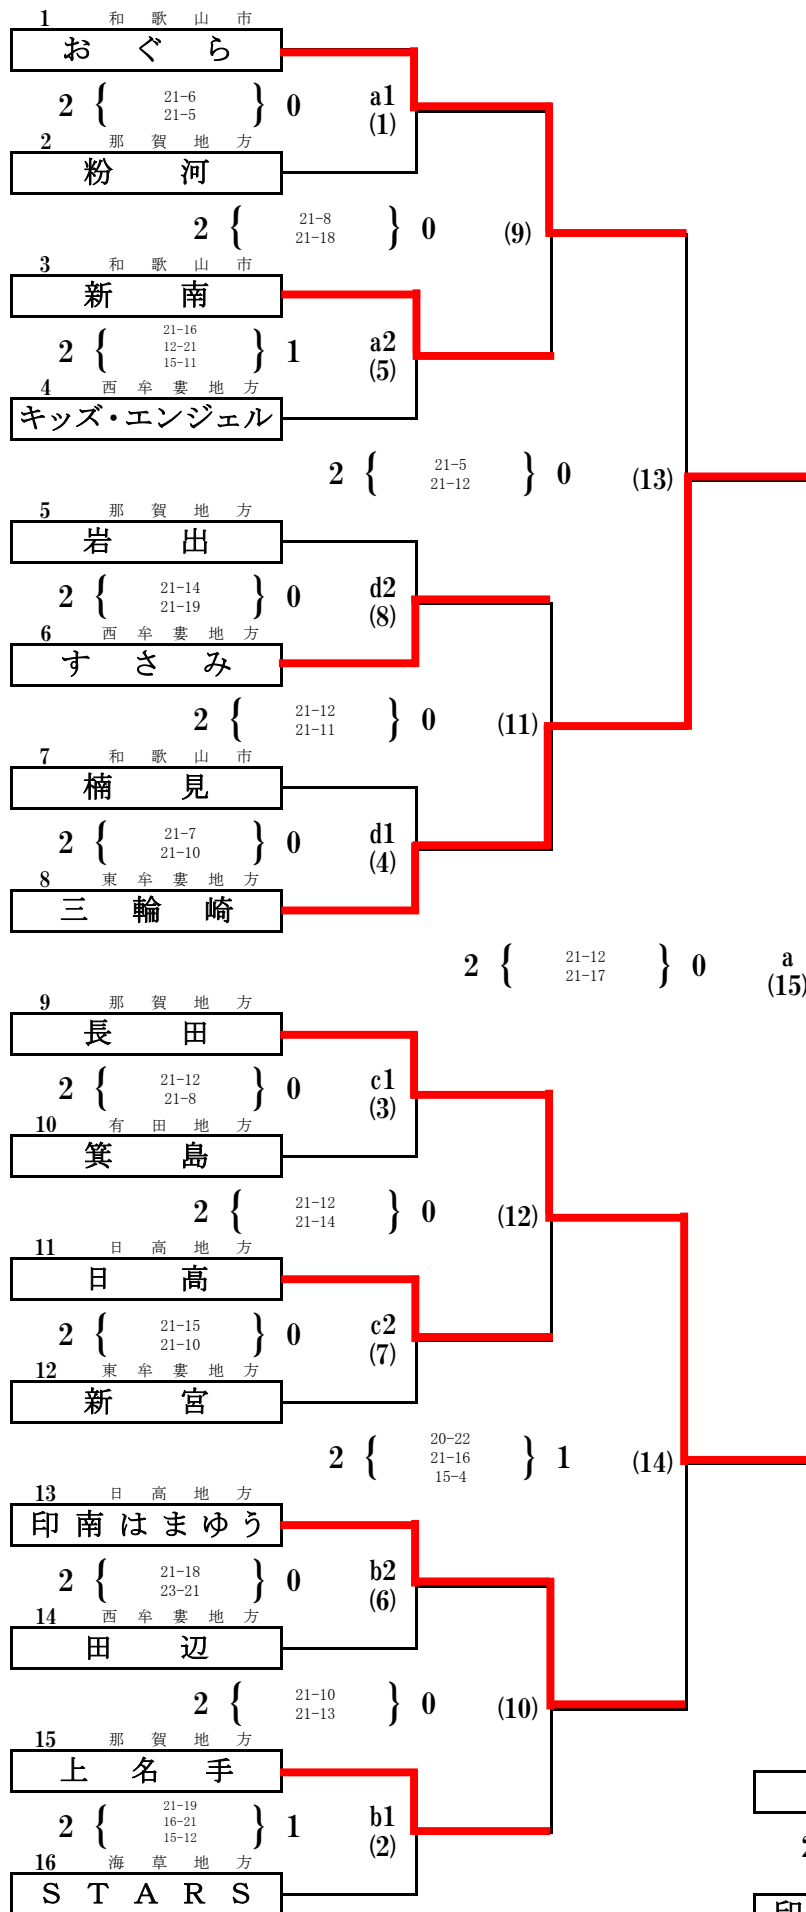 1 和歌山市
おぐら
2 { 21-6 } 0 a1
21-5 (1)
2 那賀地方
粉河
2 { 21-8 } 0 (9)
21-18
3 和歌山市
新南
21-16
2 { 12-21 } 1 a2
15-11 (5)
4 西牟婁地方
キッズ・エンジェル
2 { 21-5 } 0 (13)
21-12
5 那賀地方
岩出
2 { 21-14 } 0 d2
21-19 (8)
6 西牟婁地方
すさみ
2 { 21-12 } 0 (11)
21-11
7 和歌山市
楠見
2 { 21-7 } 0 d1
21-10 (4)
8 東牟婁地方
三輪崎
2 { 21-12 } 0 a
21-17 (15)
9 那賀地方
長田
2 { 21-12 } 0 c1
21-8 (3)
10 有田地方
箕島
2 { 21-12 } 0 (12)
21-14
11 日高地方
日高
2 { 21-15 } 0 c2
21-10 (7)
12 東牟婁地方
新宮
20-22
2 { 21-16 } 1 (14)
15-4
13 日高地方
印南はまゆう
2 { 21-18 } 0 b2
23-21 (6)
14 西牟婁地方
田辺
2 { 21-10 } 0 (10)
21-13
15 那賀地方
上名手
21-19
2 { 16-21 } 1 b1
15-12 (2)
16 海草地方
STARS